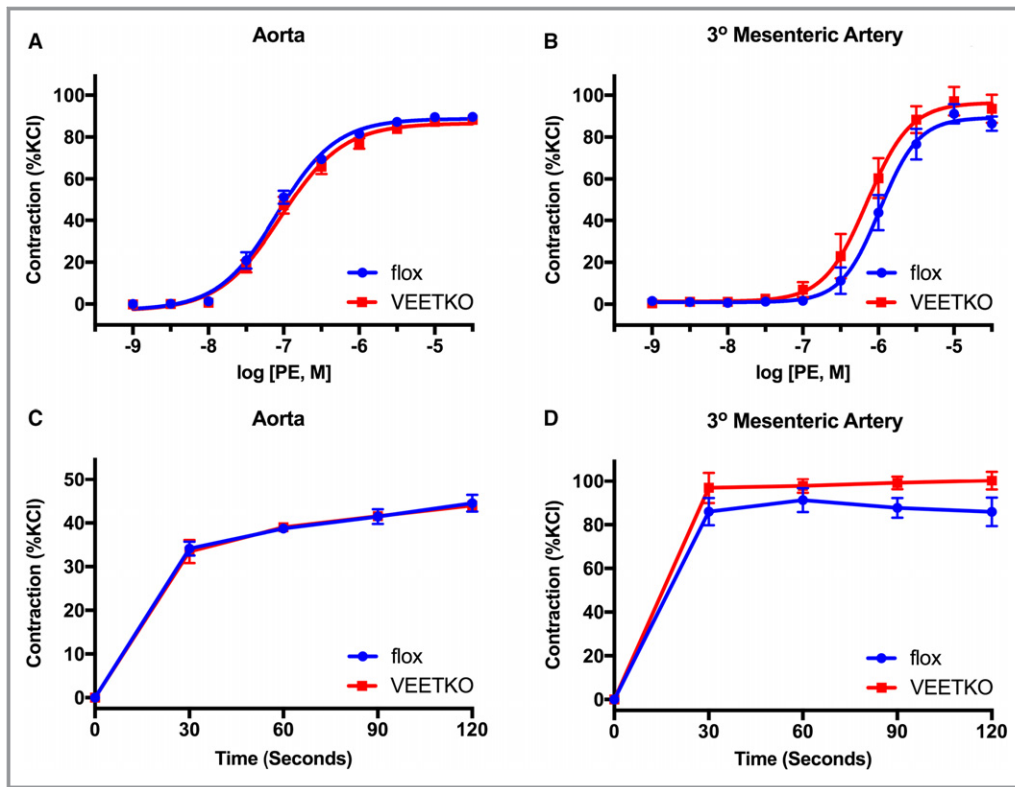 A
Aorta
100
80
60
40
20
0
Contraction (%KCl)
flox
VEETKO
-9
-8
-7
-6
-5
log [PE, M]
B
3º Mesenteric Artery
100
80
60
40
20
0
Contraction (%KCl)
flox
VEETKO
-9
-8
-7
-6
-5
log [PE, M]
C
Aorta
50
40
30
20
10
0
Contraction (%KCl)
flox
VEETKO
0
30
60
90
120
Time (Seconds)
D
3º Mesenteric Artery
100
80
60
40
20
0
Contraction (%KCl)
flox
VEETKO
0
30
60
90
120
Time (Seconds)